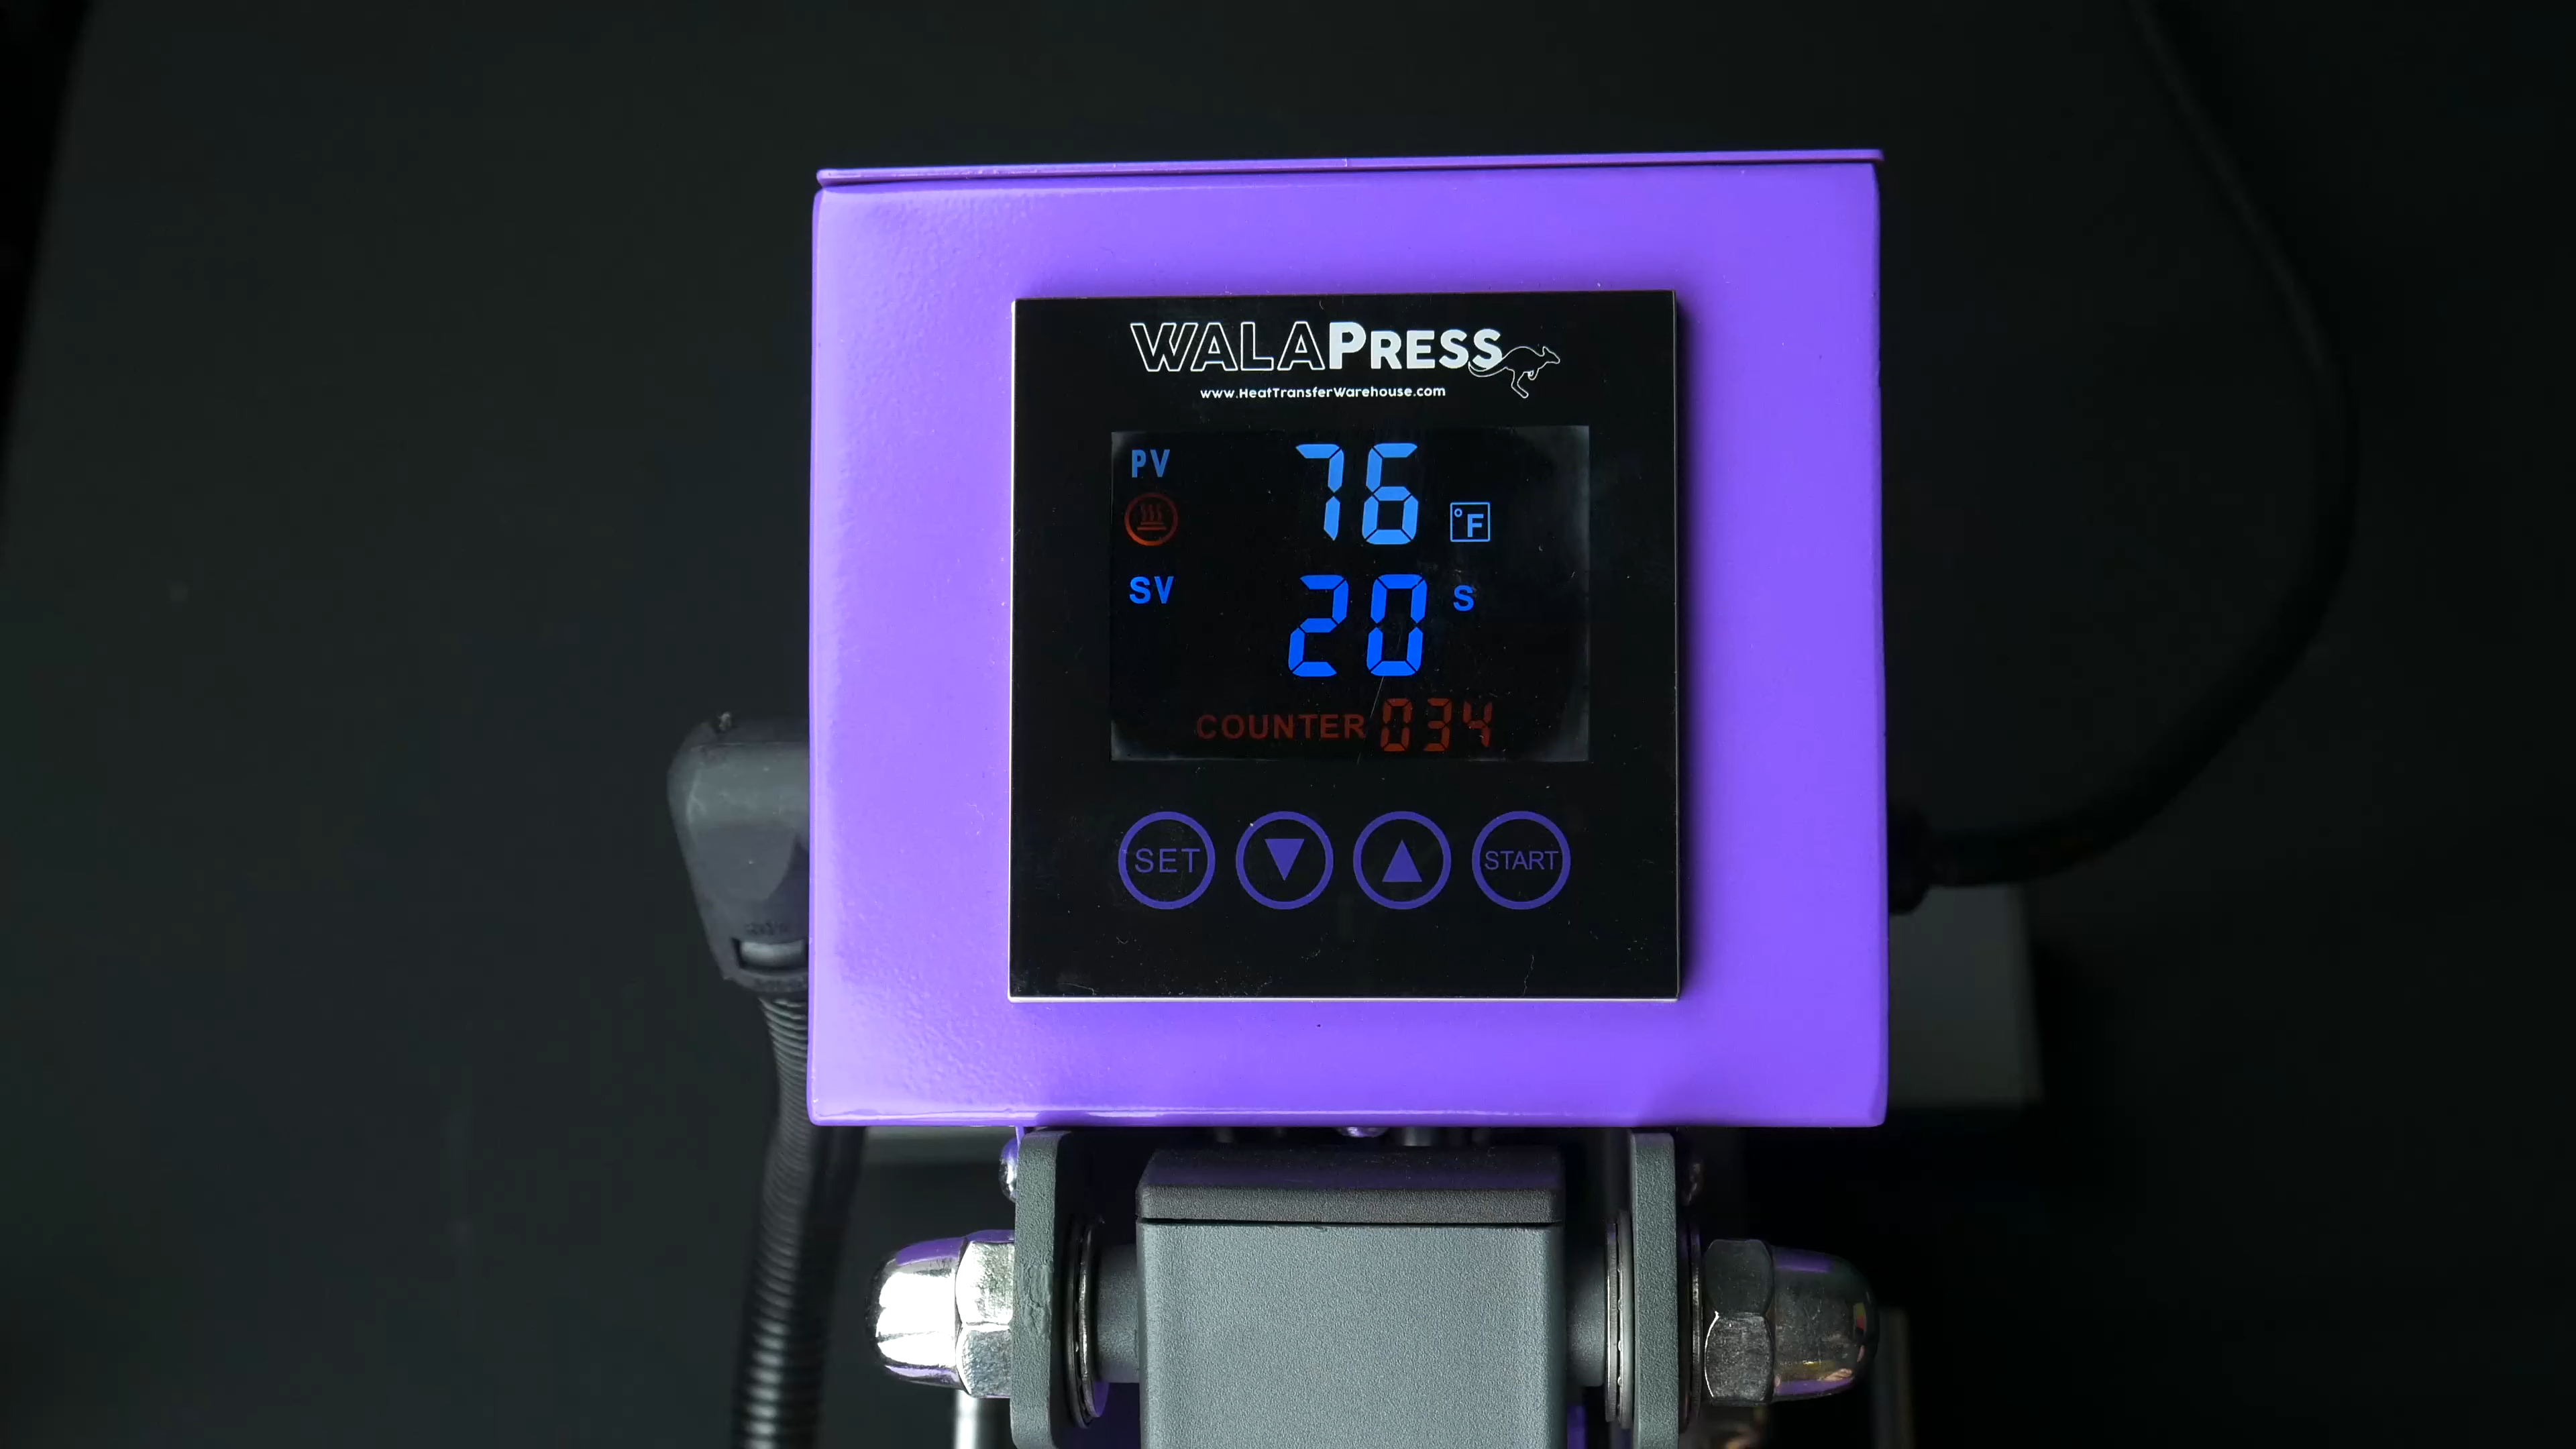 WALAPRESS
www.HeatTransferWarehouse.com
PV 76 °F
SV 20 S
COUNTER 034
SET START